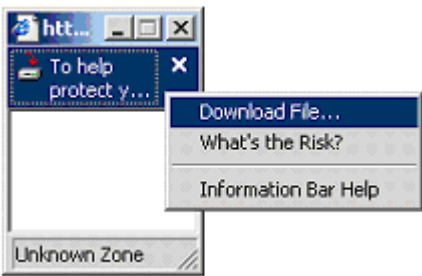 htt...
To help
protect y...
Download File...
What's the Risk?
Information Bar Help
Unknown Zone